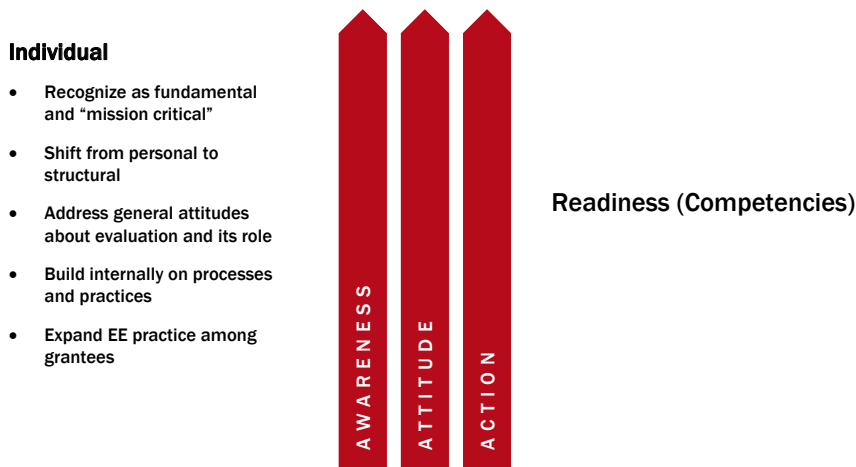 Individual
• Recognize as fundamental
and “mission critical”
• Shift from personal to
structural
• Address general attitudes
about evaluation and its role
• Build internally on processes
and practices
• Expand EE practice among
grantees
AWARENESS
ATTITUDE
ACTION
Readiness (Competencies)